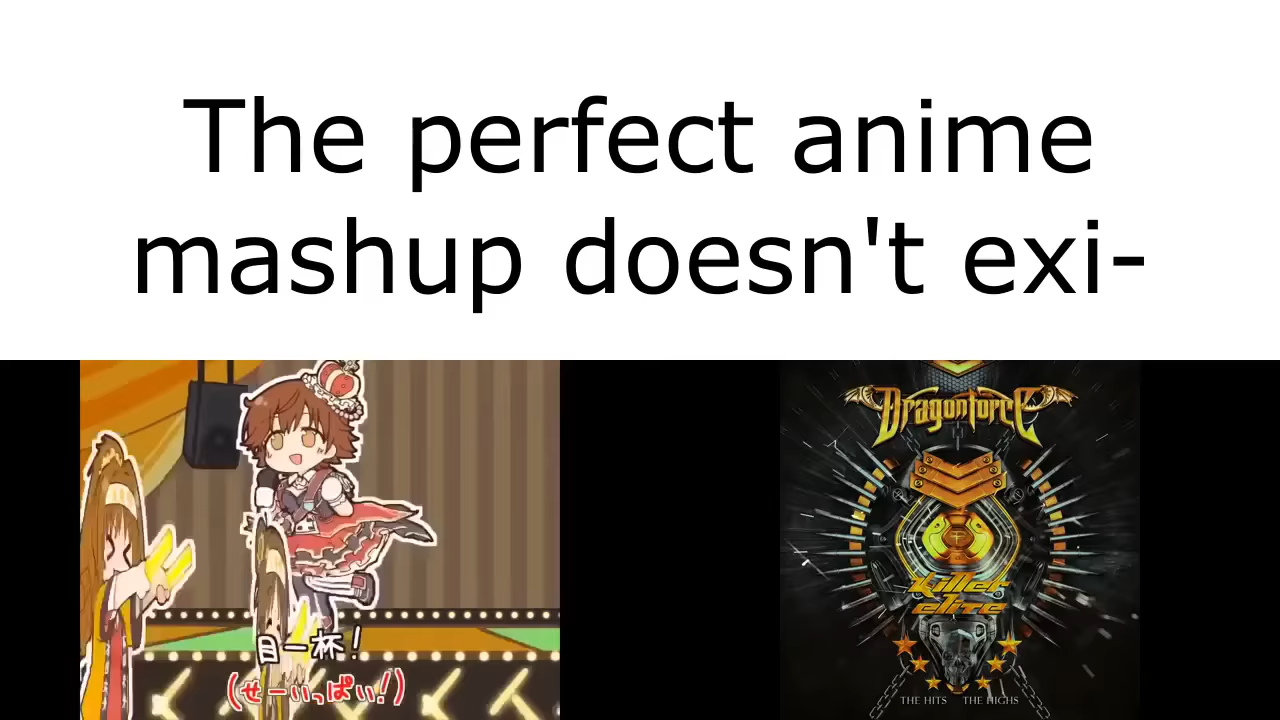 The perfect anime
mashup doesn't exi-
目一杯!
(せーいっぱい!)
DragonForce
killer
elite
THE HITS THE HIGHS